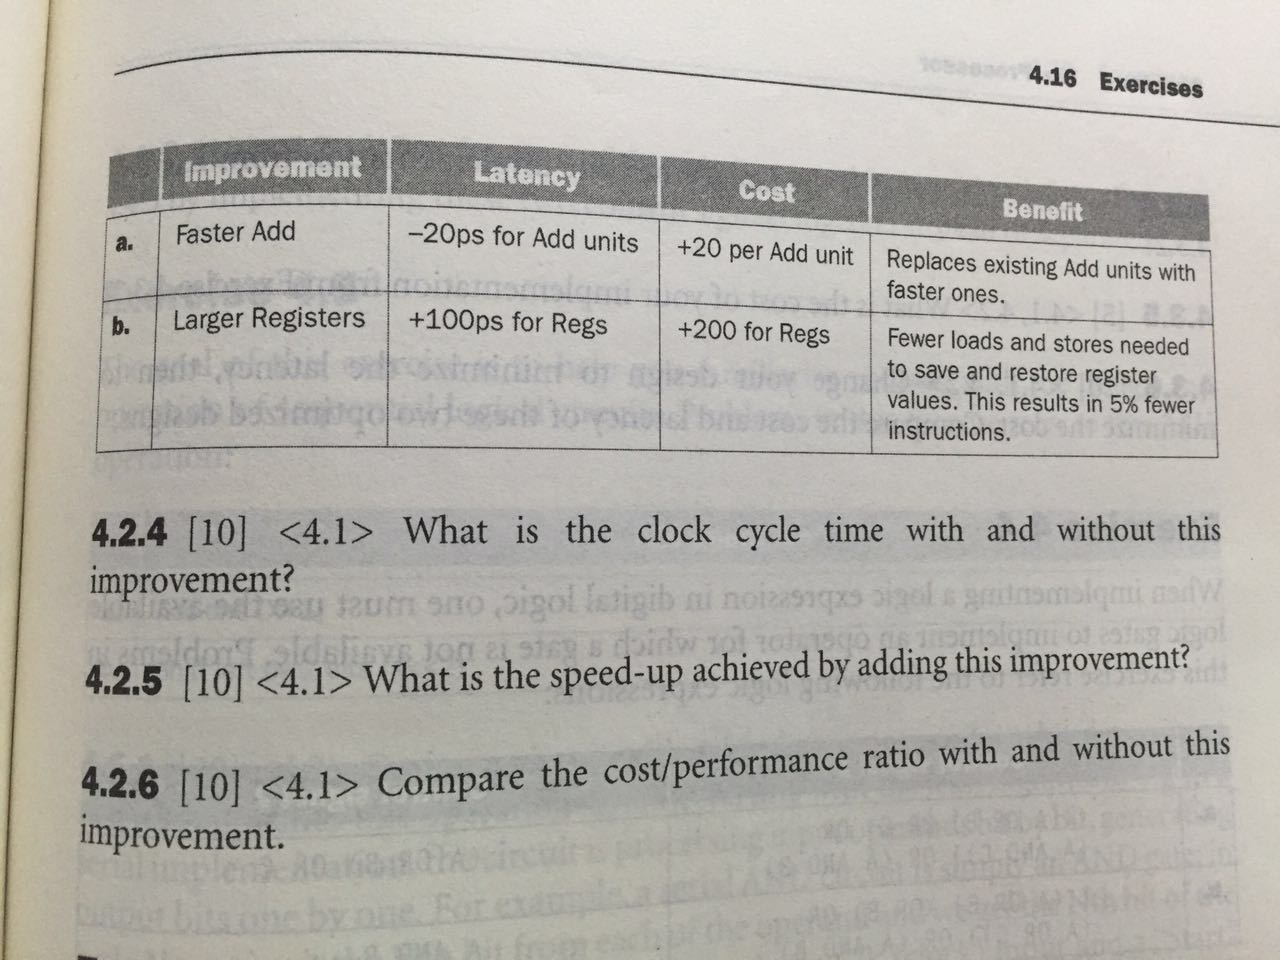 4.16 Exercises
Improvement Latency Cost Benefit
a. Faster Add –20ps for Add units +20 per Add unit Replaces existing Add units with
faster ones.
b. Larger Registers +100ps for Regs +200 for Regs Fewer loads and stores needed
to save and restore register
values. This results in 5% fewer
instructions.
4.2.4 [10] <4.1> What is the clock cycle time with and without this
improvement?
4.2.5 [10] <4.1> What is the speed-up achieved by adding this improvement?
4.2.6 [10] <4.1> Compare the cost/performance ratio with and without this
improvement.